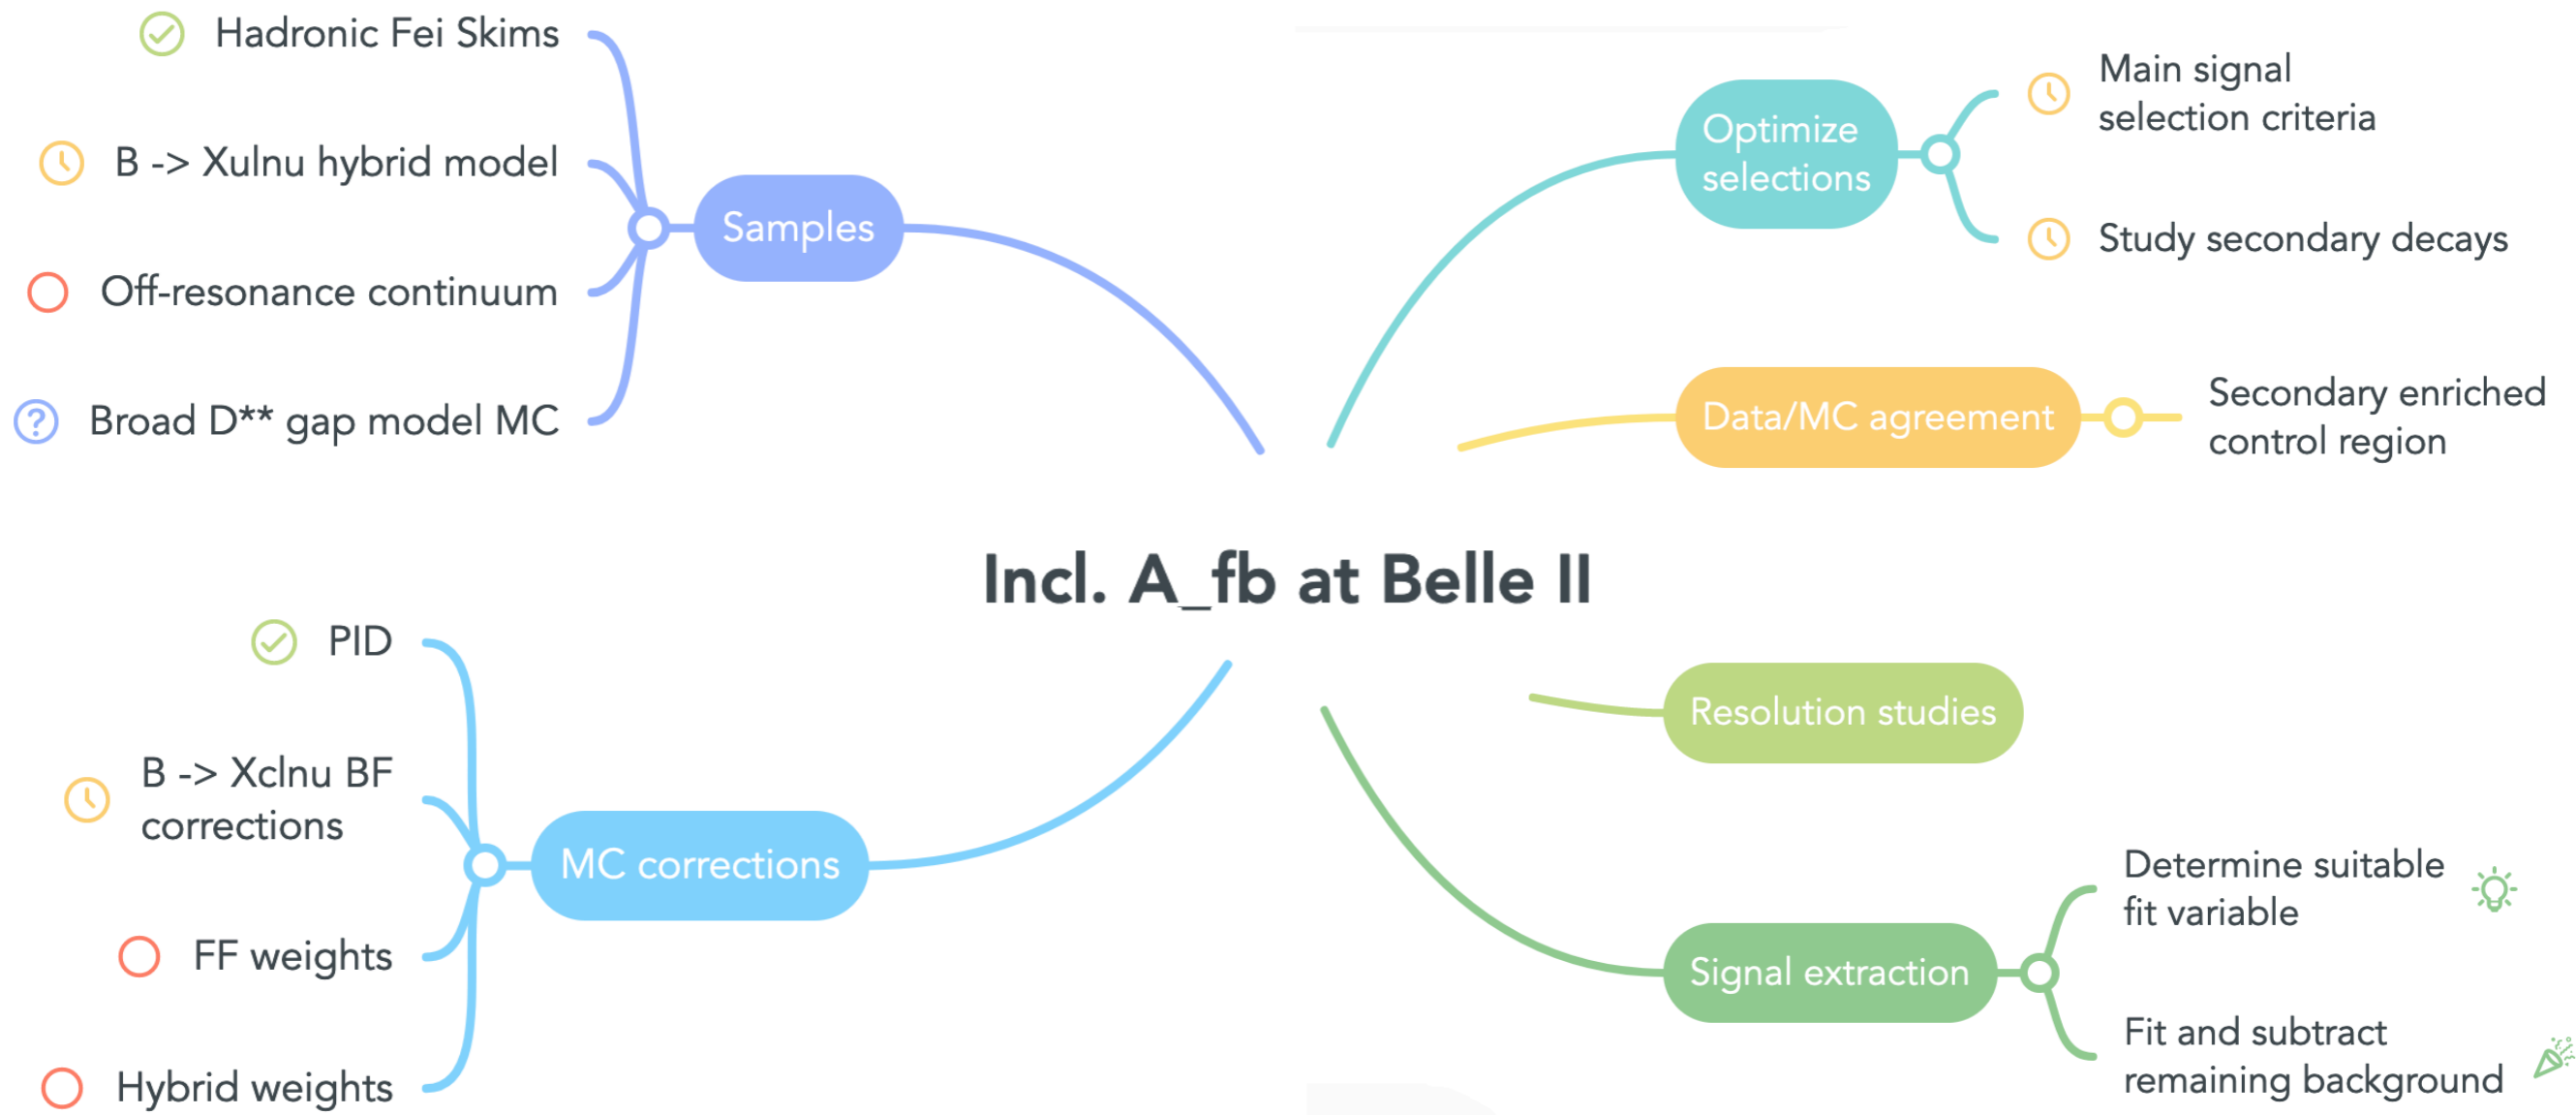 Hadronic Fei Skims
B -> Xulnu hybrid model
Off-resonance continuum
Broad D** gap model MC
Samples
Optimize
selections
Main signal
selection criteria
Study secondary decays
Data/MC agreement
Secondary enriched
control region
Incl. A_fb at Belle II
PID
B -> Xclnu BF
corrections
FF weights
Hybrid weights
MC corrections
Resolution studies
Signal extraction
Determine suitable
fit variable
Fit and subtract
remaining background